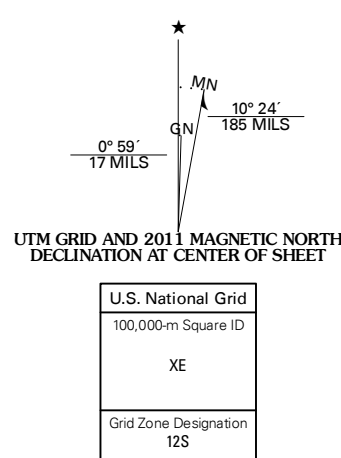 MN
10° 24´
185 MILS
GN
0° 59´
17 MILS
UTM GRID AND 2011 MAGNETIC NORTH
DECLINATION AT CENTER OF SHEET
U.S. National Grid
100,000-m Square ID
XE
Grid Zone Designation
12S